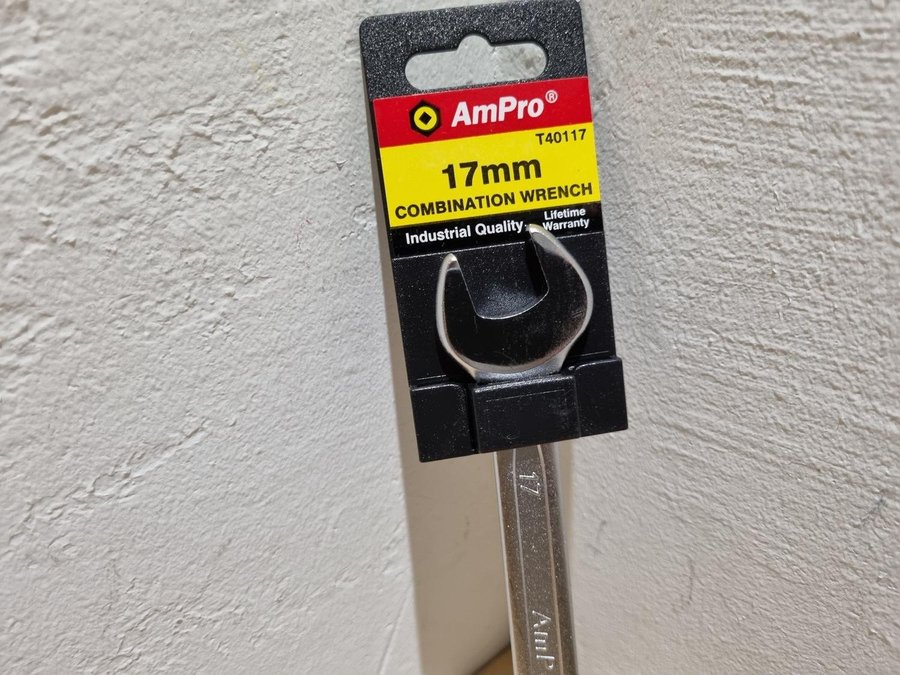 AmPro®
T40117
17mm
COMBINATION WRENCH
Industrial Quality
Lifetime
Warranty
17
AmP